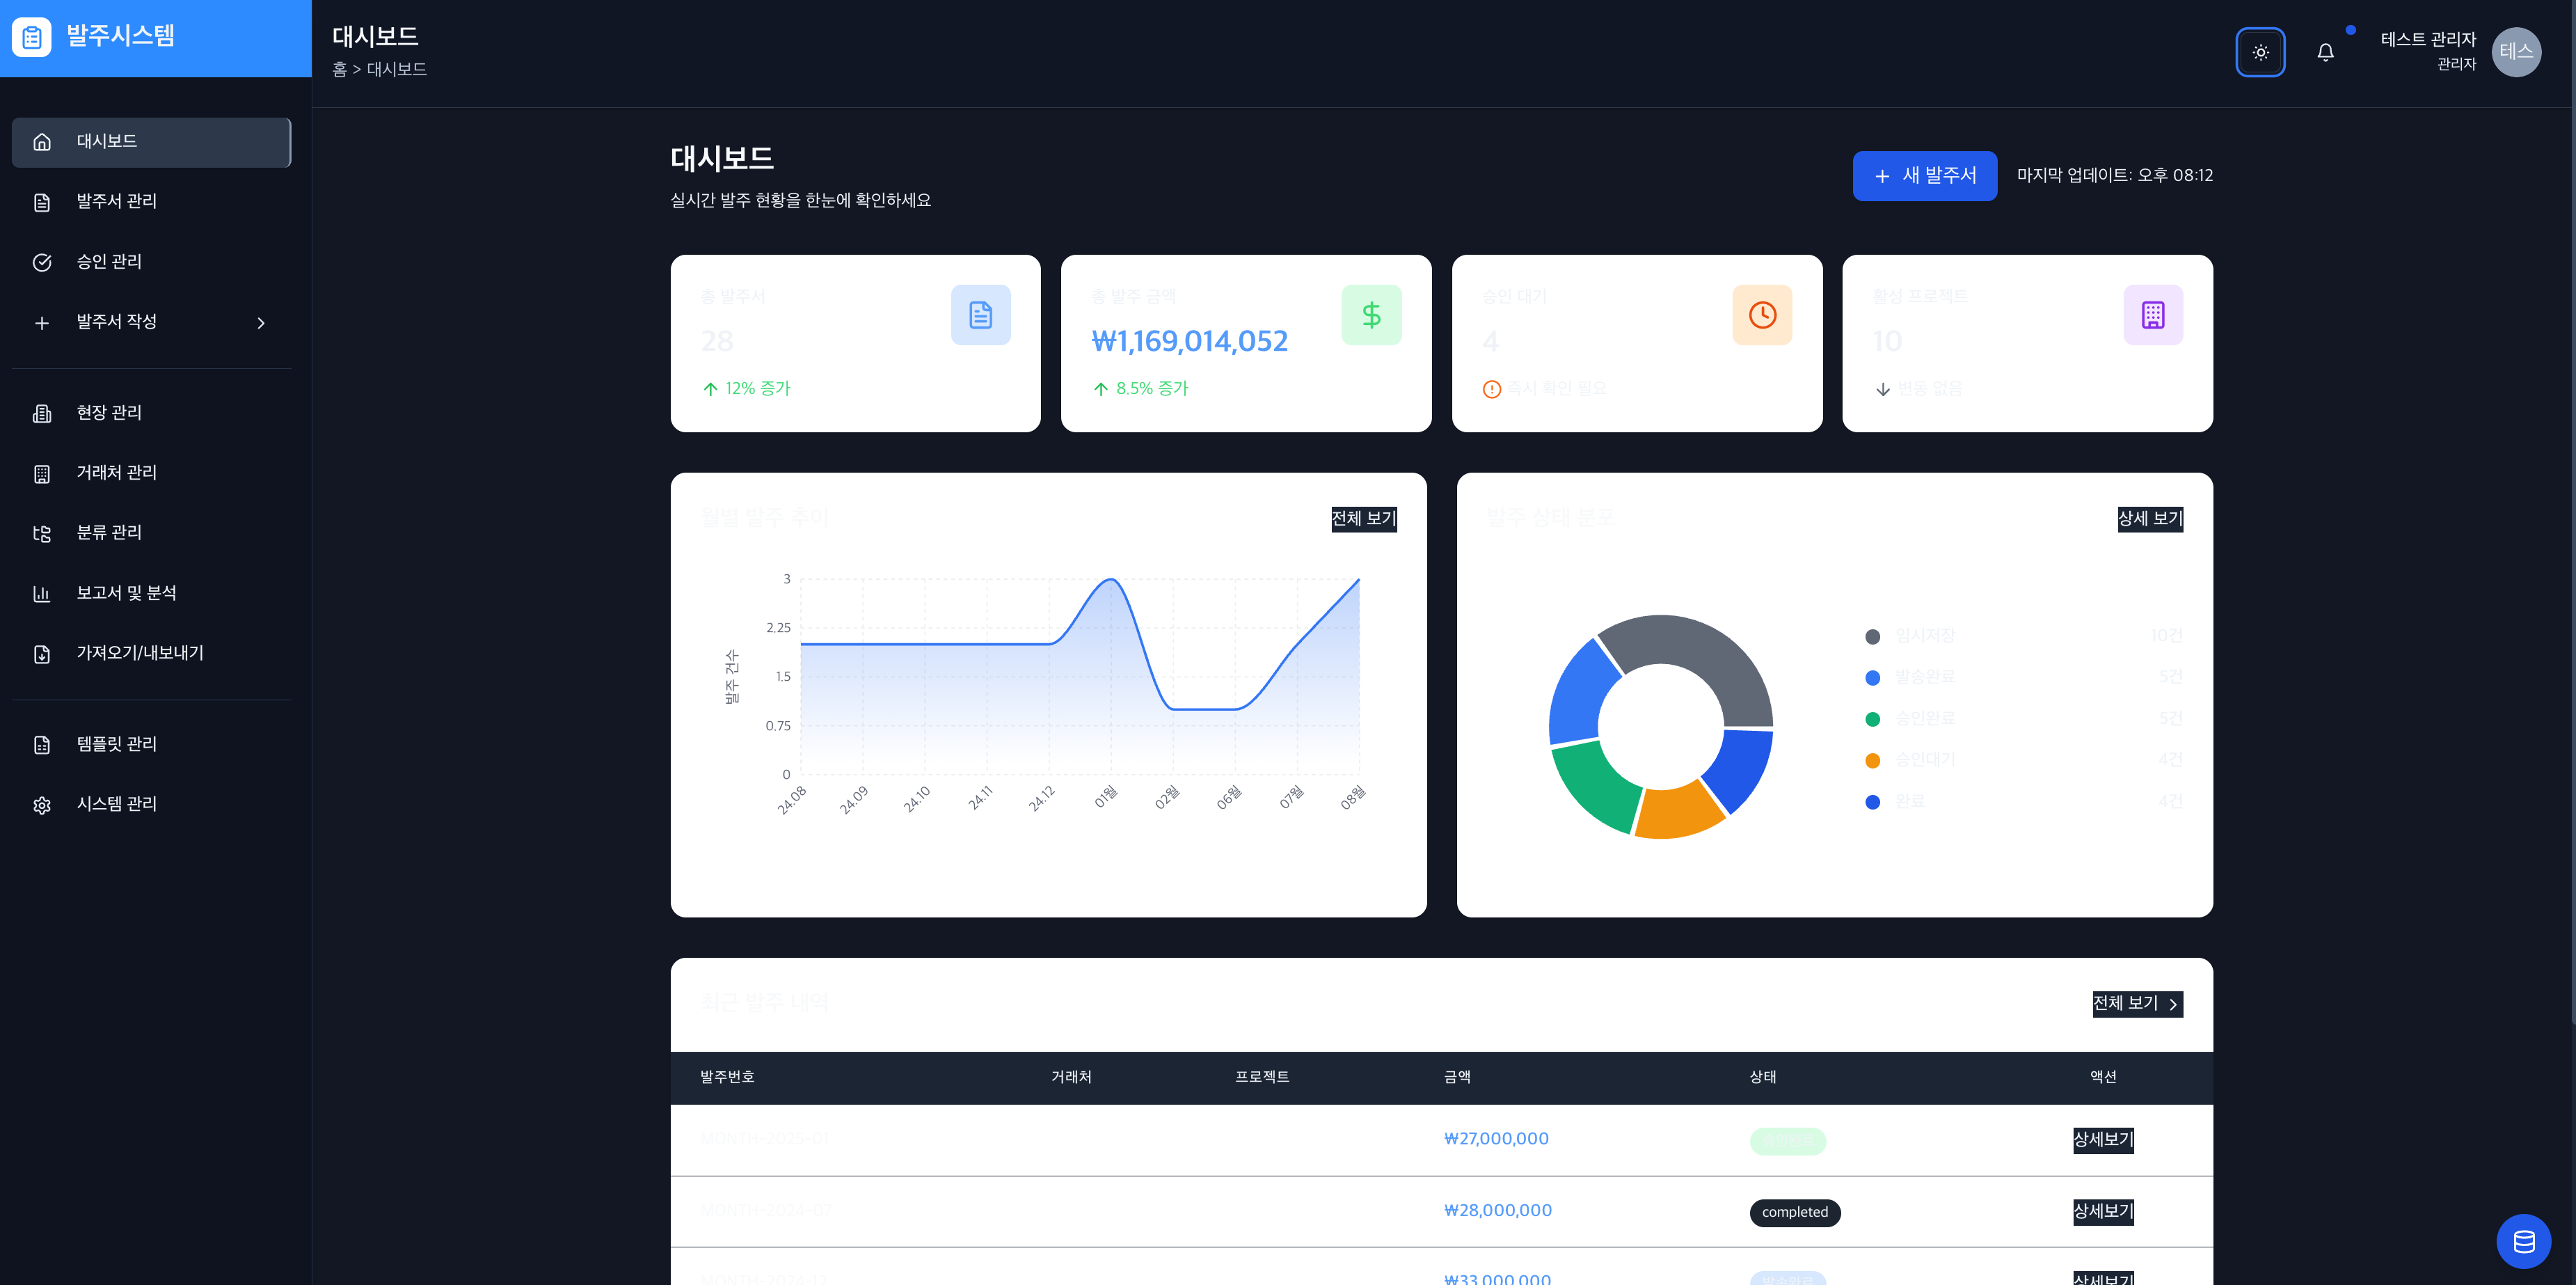 발주시스템
대시보드
홈 > 대시보드
테스트 관리자
관리자
테스
대시보드
발주서 관리
승인 관리
발주서 작성
현장 관리
거래처 관리
분류 관리
보고서 및 분석
가져오기/내보내기
템플릿 관리
시스템 관리
대시보드
실시간 발주 현황을 한눈에 확인하세요
새 발주서
마지막 업데이트: 오후 08:12
총 발주서
28
12% 증가
총 발주 금액
₩1,169,014,052
8.5% 증가
승인 대기
4
즉시 확인 필요
활성 프로젝트
10
변동 없음
월별 발주 추이
전체 보기
발주 건수
3
2.25
1.5
0.75
0
24.08
24.09
24.10
24.11
24.12
01월
02월
06월
07월
08월
발주 상태 분포
상세 보기
임시저장 10건
발송완료 5건
승인완료 5건
승인대기 4건
완료 4건
최근 발주 내역
전체 보기
발주번호 거래처 프로젝트 금액 상태 액션
MONTH-2025-01 ₩27,000,000 상세보기
MONTH-2024-07 ₩28,000,000 completed 상세보기
MONTH-2024-12 ₩33,000,000 발송완료 상세보기